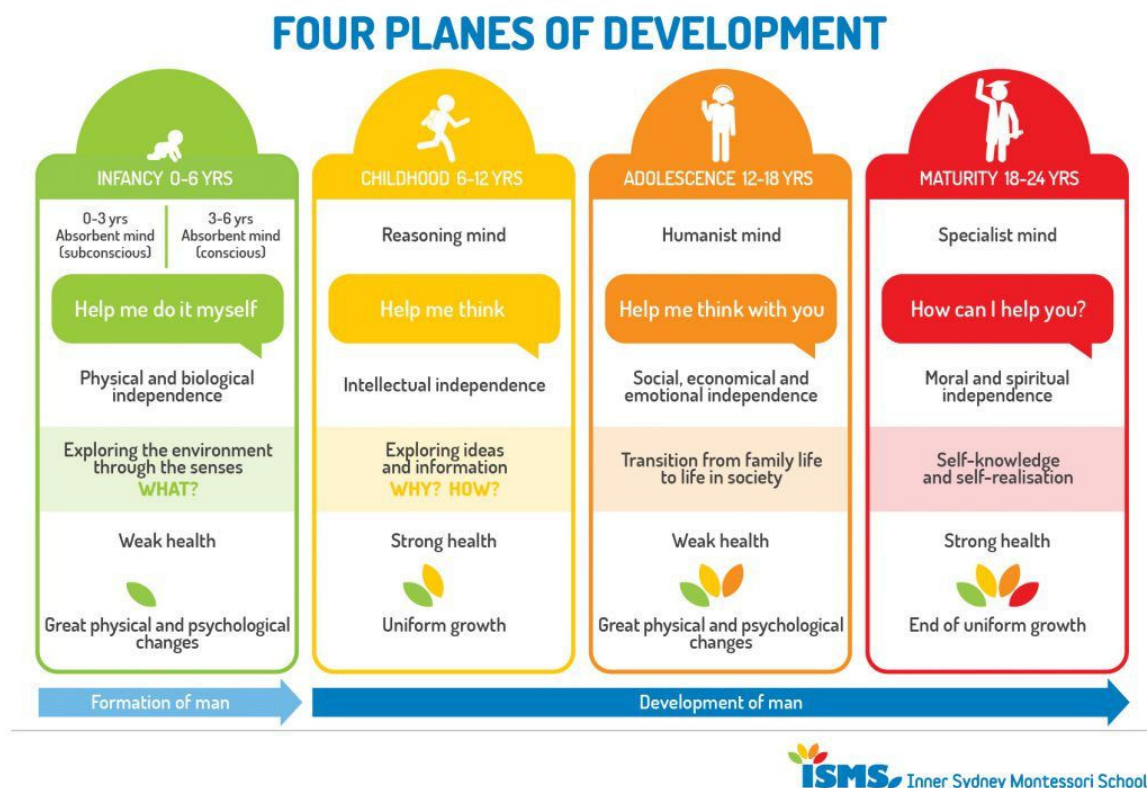 FOUR PLANES OF DEVELOPMENT
INFANCY 0-6 YRS
0-3 yrs
Absorbent mind
(subconscious)
3-6 yrs
Absorbent mind
(conscious)
Help me do it myself
Physical and biological
independence
Exploring the environment
through the senses
WHAT?
Weak health
Great physical and psychological
changes
CHILDHOOD 6-12 YRS
Reasoning mind
Help me think
Intellectual independence
Exploring ideas
and information
WHY? HOW?
Strong health
Uniform growth
ADOLESCENCE 12-18 YRS
Humanist mind
Help me think with you
Social, economical and
emotional independence
Transition from family life
to life in society
Weak health
Great physical and psychological
changes
MATURITY 18-24 YRS
Specialist mind
How can I help you?
Moral and spiritual
independence
Self-knowledge
and self-realisation
Strong health
End of uniform growth
Formation of man
Development of man
ISMS Inner Sydney Montessori School